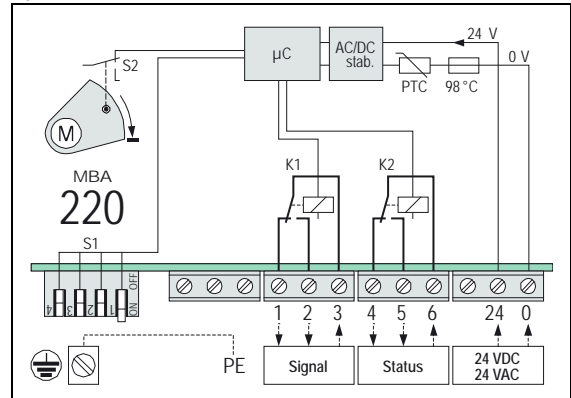 24 V
μC
AC/DC
stab.
0 V
S2
PTC
98 °C
M
K1
K2
MBA
220
S1
OFF
4 3 2 1
ON
1 2 3 4 5 6 24 0
PE
Signal
Status
24 VDC
24 VAC